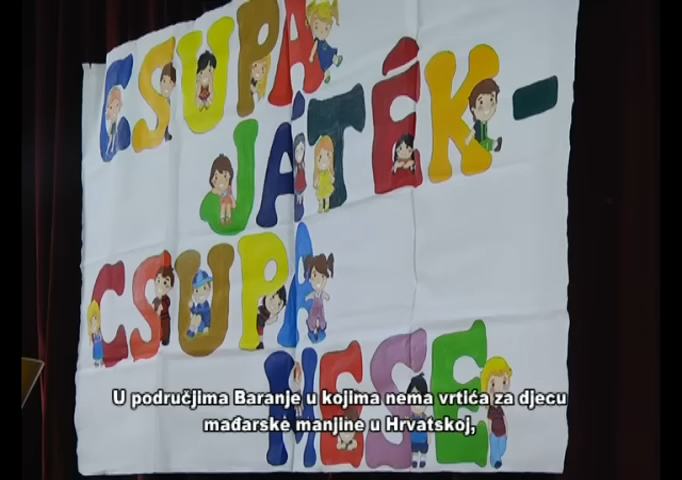 CSUPA
JÁTÉK-
CSUPA
MESE
U područjima Baranje u kojima nema vrtića za djecu
mađarske manjine u Hrvatskoj,